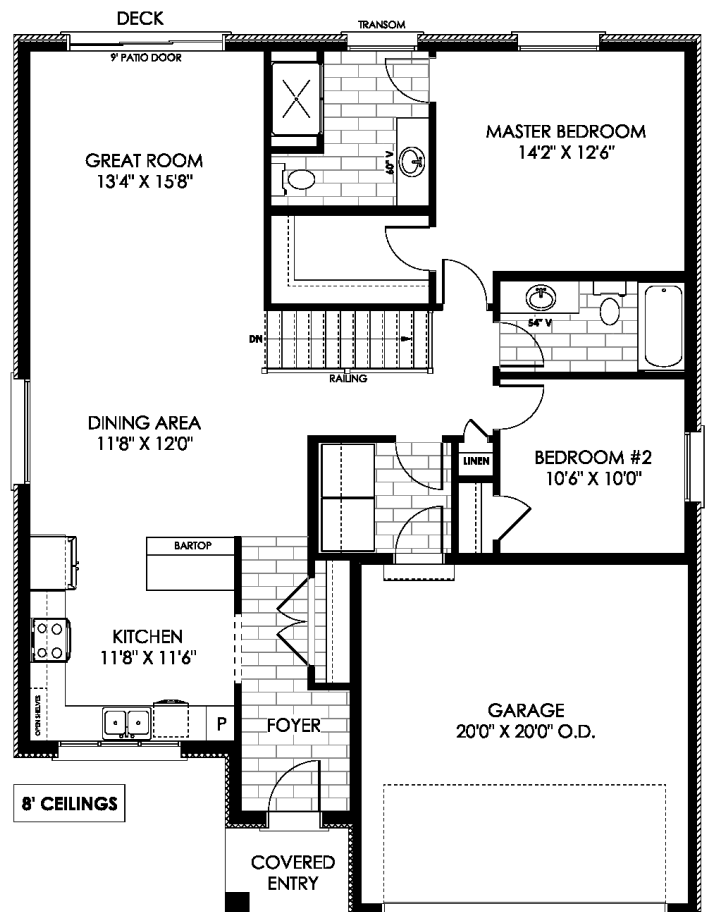 DECK
TRANSOM
9' PATIO DOOR
GREAT ROOM
13'4" X 15'8"
MASTER BEDROOM
14'2" X 12'6"
60" V
54" V
DN
RAILING
DINING AREA
11'8" X 12'0"
LINEN
BEDROOM #2
10'6" X 10'0"
BARTOP
KITCHEN
11'8" X 11'6"
OPEN SHELVES
P
FOYER
GARAGE
20'0" X 20'0" O.D.
8' CEILINGS
COVERED
ENTRY